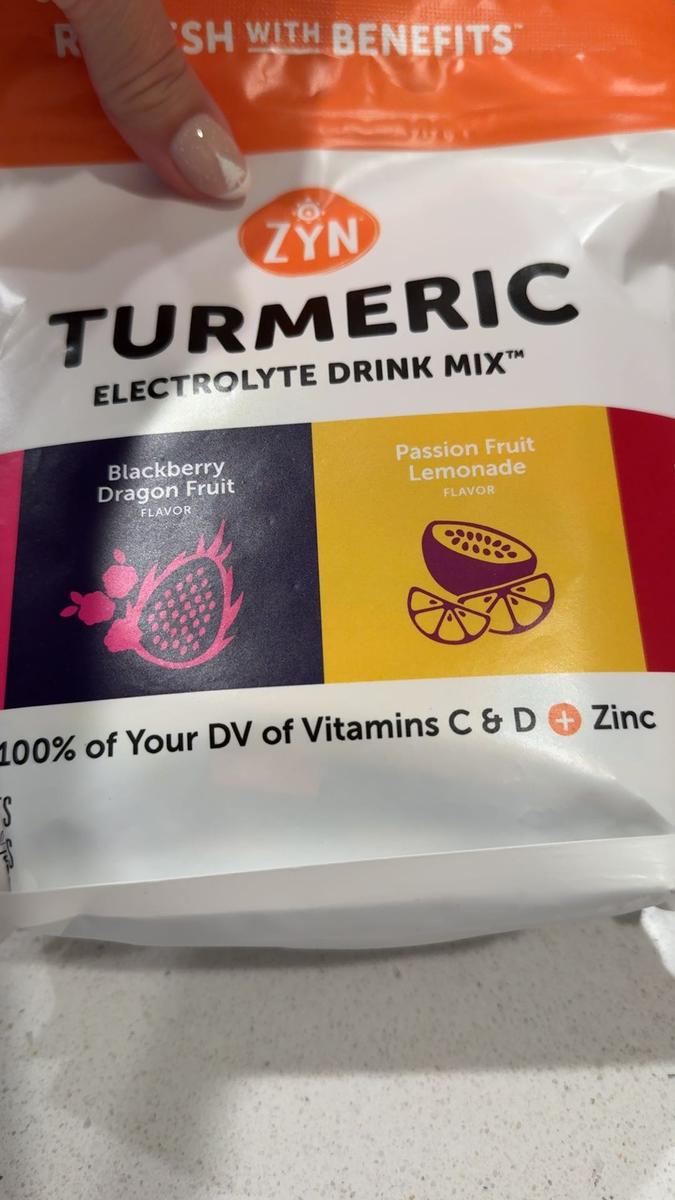 WITH BENEFITS™
ZYN
TURMERIC
ELECTROLYTE DRINK MIX™
Blackberry
Dragon Fruit
FLAVOR
Passion Fruit
Lemonade
FLAVOR
100% of Your DV of Vitamins C & D + Zinc